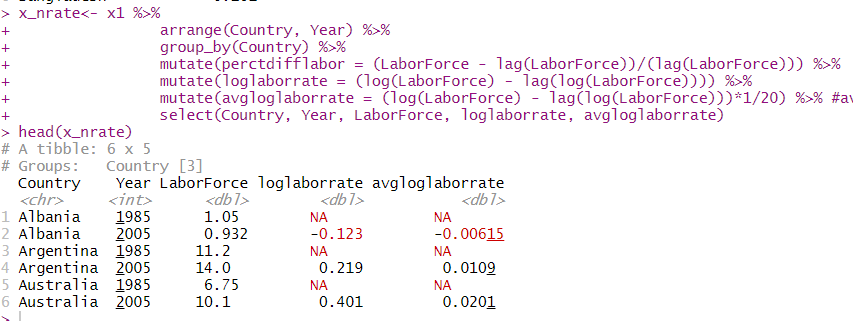 > x_nrate<- x1 %>%
+ arrange(Country, Year) %>%
+ group_by(Country) %>%
+ mutate(perctdifflabor = (LaborForce - lag(LaborForce))/(lag(LaborForce))) %>%
+ mutate(loglaborrate = (log(LaborForce) - lag(log(LaborForce)))) %>%
+ mutate(avgloglaborrate = (log(LaborForce) - lag(log(LaborForce)))*1/20) %>% #av
+ select(Country, Year, LaborForce, loglaborrate, avgloglaborrate)
> head(x_nrate)
# A tibble: 6 x 5
# Groups: Country [3]
Country Year LaborForce loglaborrate avgloglaborrate
<chr> <int> <dbl> <dbl> <dbl>
1 Albania 1985 1.05 NA NA
2 Albania 2005 0.932 -0.123 -0.00615
3 Argentina 1985 11.2 NA NA
4 Argentina 2005 14.0 0.219 0.0109
5 Australia 1985 6.75 NA NA
6 Australia 2005 10.1 0.401 0.0201
>